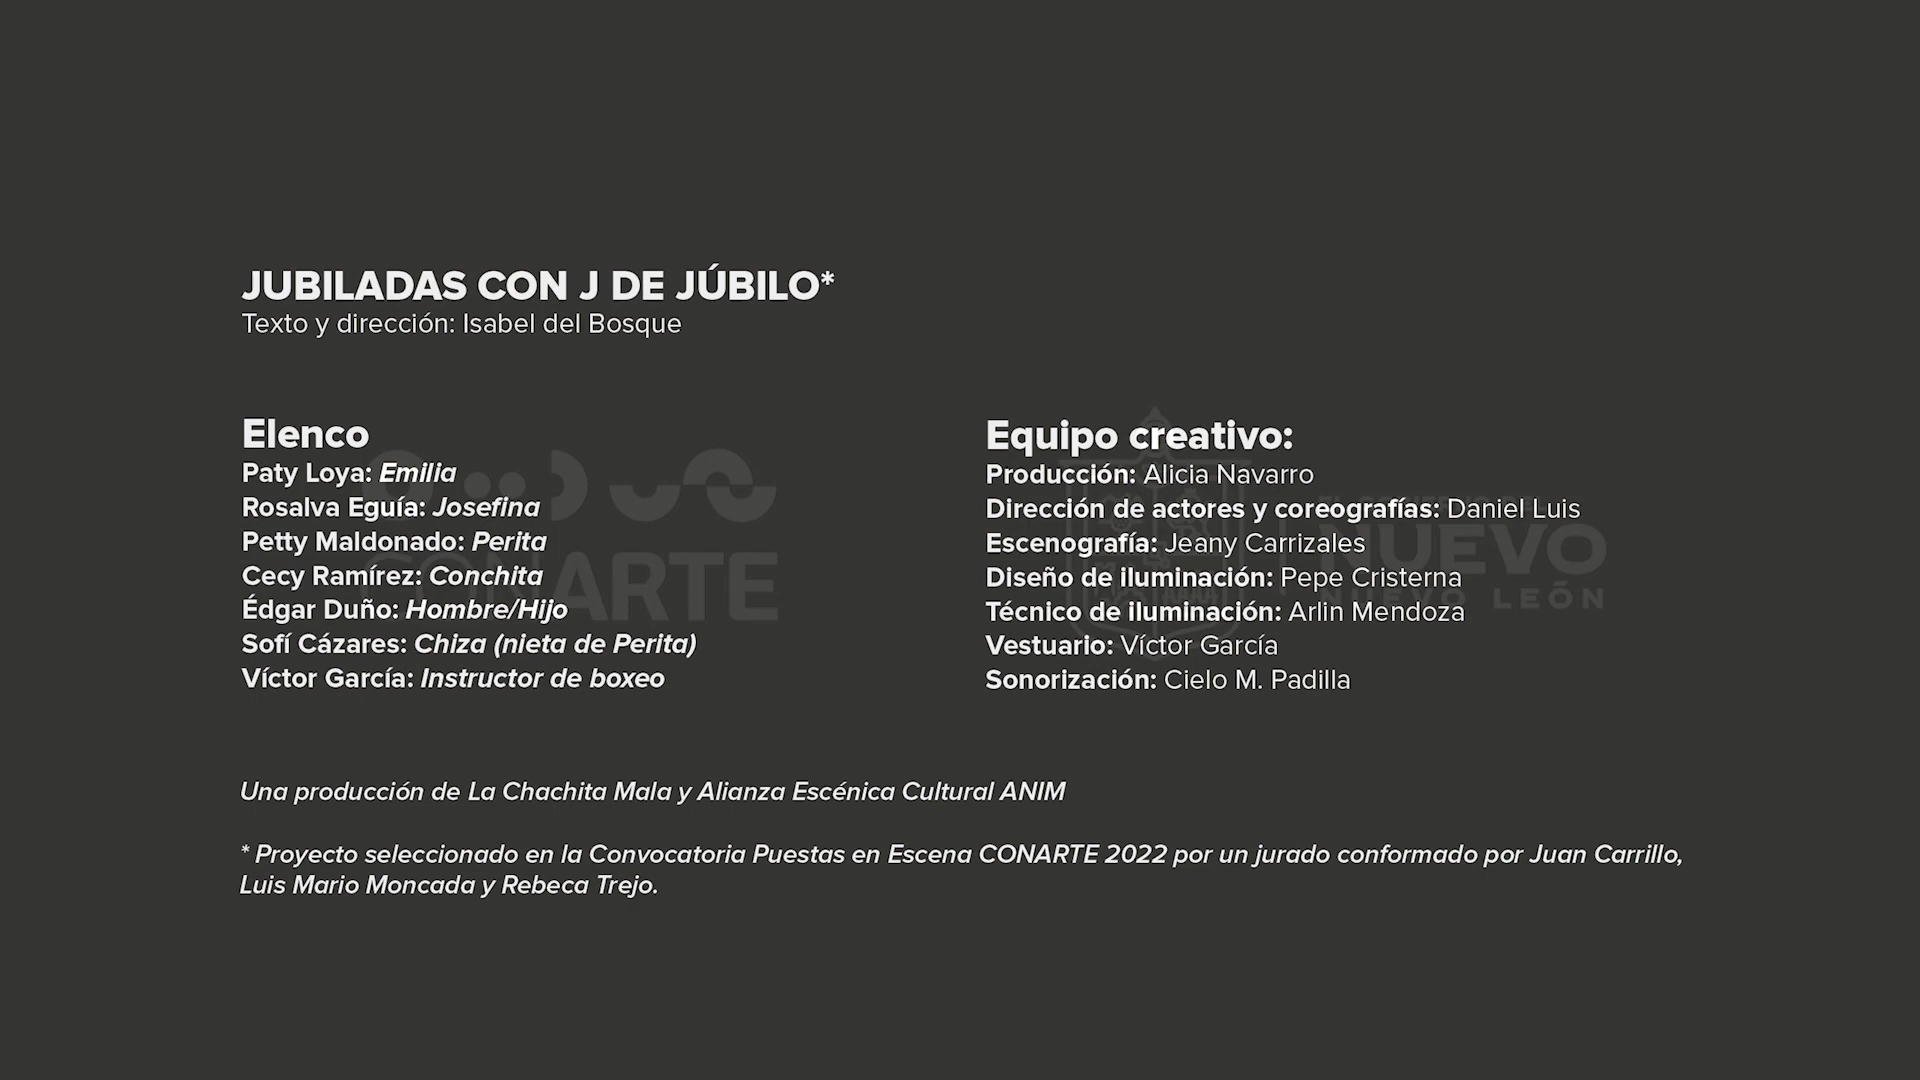 JUBILADAS CON J DE JÚBILO*
Texto y dirección: Isabel del Bosque
Elenco
Paty Loya: Emilia
Rosalva Eguía: Josefina
Petty Maldonado: Perita
Cecy Ramírez: Conchita
Édgar Duño: Hombre/Hijo
Sofí Cázares: Chiza (nieta de Perita)
Víctor García: Instructor de boxeo
Equipo creativo:
Producción: Alicia Navarro
Dirección de actores y coreografías: Daniel Luis
Escenografía: Jeany Carrizales
Diseño de iluminación: Pepe Cristerna
Técnico de iluminación: Arlin Mendoza
Vestuario: Víctor García
Sonorización: Cielo M. Padilla
Una producción de La Chachita Mala y Alianza Escénica Cultural ANIM
* Proyecto seleccionado en la Convocatoria Puestas en Escena CONARTE 2022 por un jurado conformado por Juan Carrillo,
Luis Mario Moncada y Rebeca Trejo.
CONARTE
NUEVO
NUEVO LEÓN